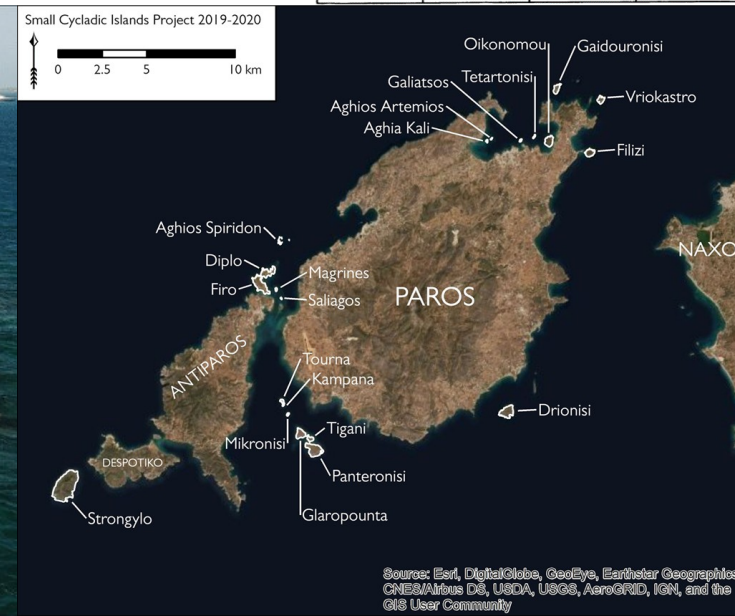 Small Cycladic Islands Project 2019-2020
0 2.5 5 10 km
Oikonomou
Gaidouronisi
Galiatsos
Tetartonisi
Vriokastro
Aghios Artemios
Aghia Kali
Filizi
Aghios Spiridon
NAXO
Diplo
Magrines
Firo
Saliagos
PAROS
ANTIPAROS
Tourna
Kampana
Drionisi
Tigani
Mikronisi
DESPOTIKO
Panteronisi
Strongylo
Glaropounta
Source: Esri, DigitalGlobe, GeoEye, Earthstar Geographics
CNES/Airbus DS, USDA, USGS, AeroGRID, IGN, and the
GIS User Community